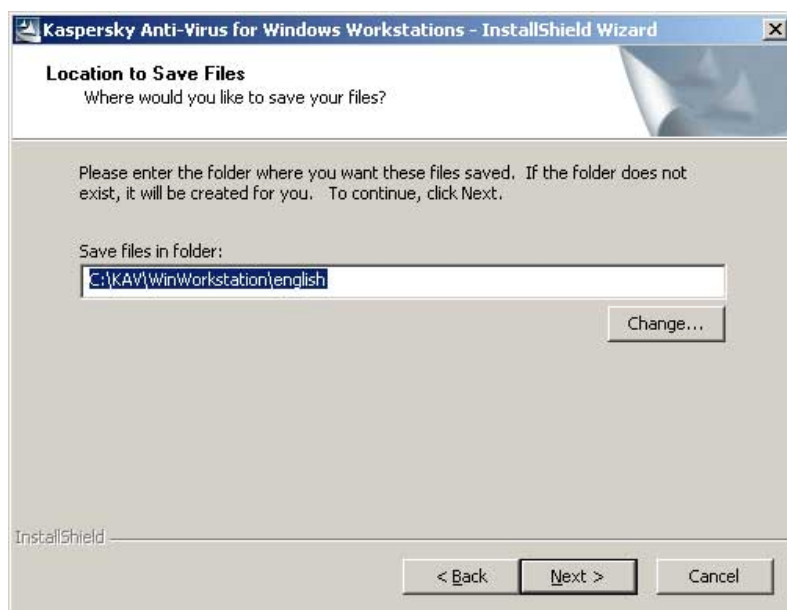 Kaspersky Anti-Virus for Windows Workstations - InstallShield Wizard
Location to Save Files
Where would you like to save your files?
Please enter the folder where you want these files saved. If the folder does not
exist, it will be created for you. To continue, click Next.
Save files in folder:
C:\KAV\WinWorkstation\english
Change...
InstallShield
< Back
Next >
Cancel